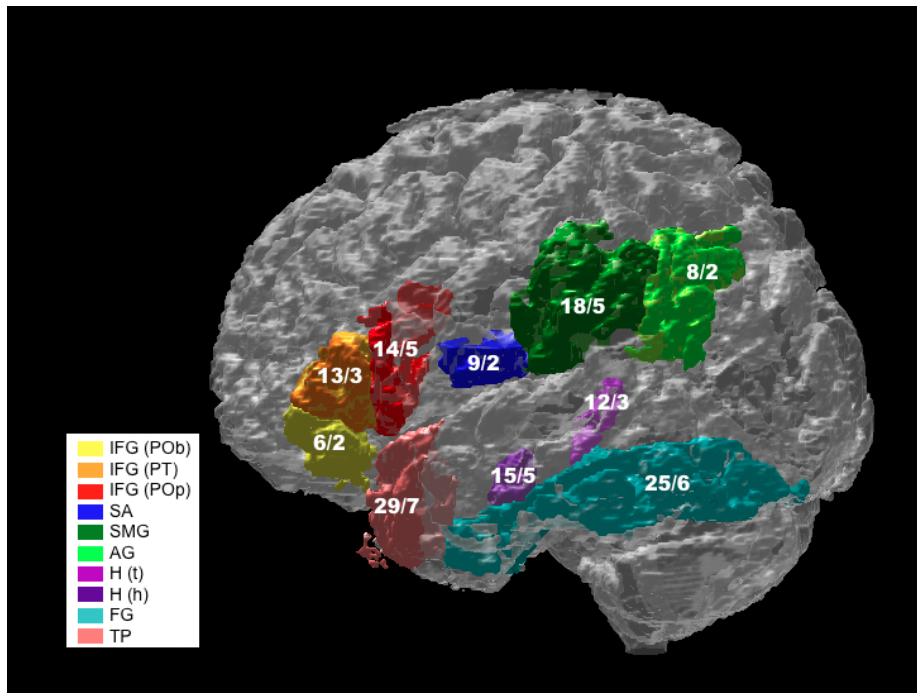 8/2
18/5
14/5
9/2
13/3
12/3
6/2
15/5
25/6
29/7
IFG (POb)
IFG (PT)
IFG (POp)
SA
SMG
AG
H (t)
H (h)
FG
TP